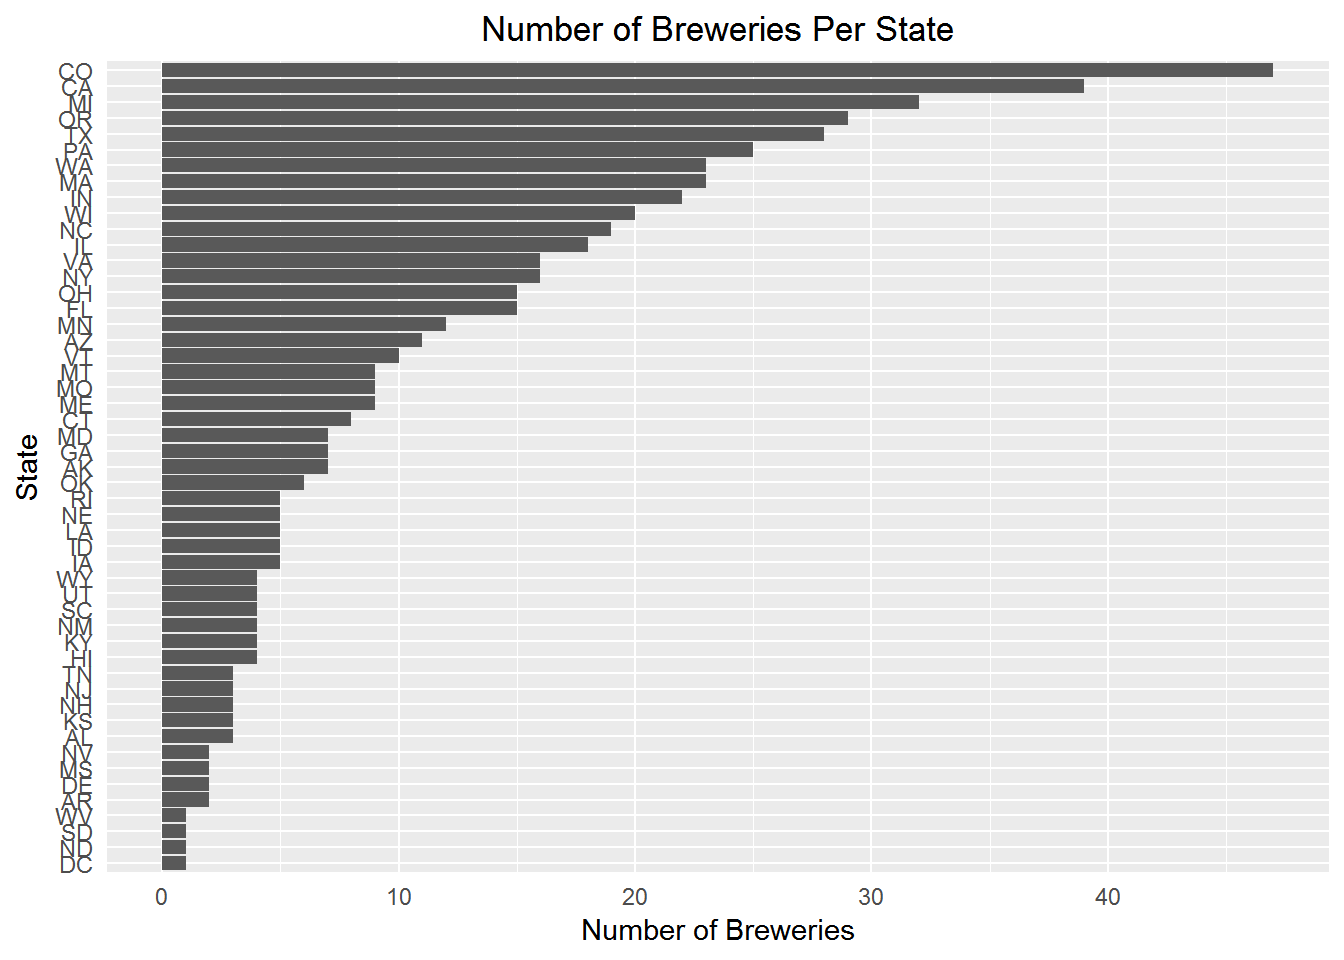 Number of Breweries Per State
CO
CA
MI
OR
TX
PA
WA
MA
IN
WI
NC
IL
VA
NY
OH
FL
MN
AZ
VT
MT
MO
ME
CT
MD
GA
AK
OK
RI
NE
LA
ID
IA
WY
UT
SC
NM
KY
HI
TN
NJ
NH
KS
AL
NV
MS
DE
AR
WV
SD
ND
DC
State
0 10 20 30 40
Number of Breweries